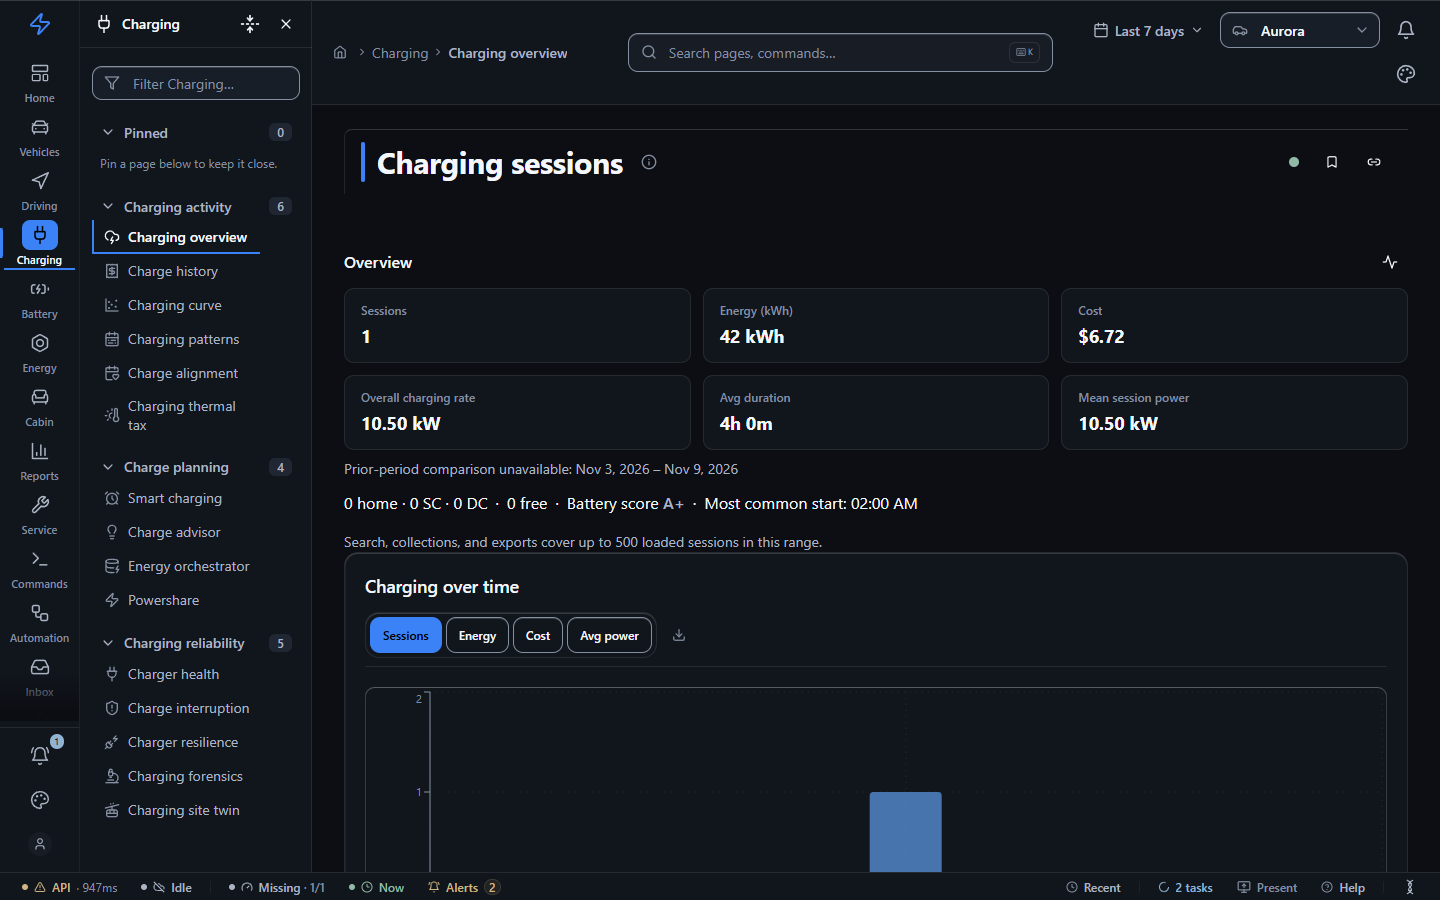 Charging
Filter Charging...
Home
Vehicles
Driving
Charging
Battery
Energy
Cabin
Reports
Service
Commands
Automation
Inbox
1
Pinned 0
Pin a page below to keep it close.
Charging activity 6
Charging overview
Charge history
Charging curve
Charging patterns
Charge alignment
Charging thermal
tax
Charge planning 4
Smart charging
Charge advisor
Energy orchestrator
Powershare
Charging reliability 5
Charger health
Charge interruption
Charger resilience
Charging forensics
Charging site twin
Charging > Charging overview
Search pages, commands... K
Last 7 days
Aurora
Charging sessions
Overview
Sessions
1
Energy (kWh)
42 kWh
Cost
$6.72
Overall charging rate
10.50 kW
Avg duration
4h 0m
Mean session power
10.50 kW
Prior-period comparison unavailable: Nov 3, 2026 – Nov 9, 2026
0 home · 0 SC · 0 DC · 0 free · Battery score A+ · Most common start: 02:00 AM
Search, collections, and exports cover up to 500 loaded sessions in this range.
Charging over time
Sessions Energy Cost Avg power
2
1
API · 947ms Idle Missing · 1/1 Now Alerts 2 Recent 2 tasks Present Help